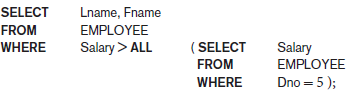 SELECT Lname, Fname
FROM EMPLOYEE
WHERE Salary > ALL ( SELECT Salary
FROM EMPLOYEE
WHERE Dno = 5 );